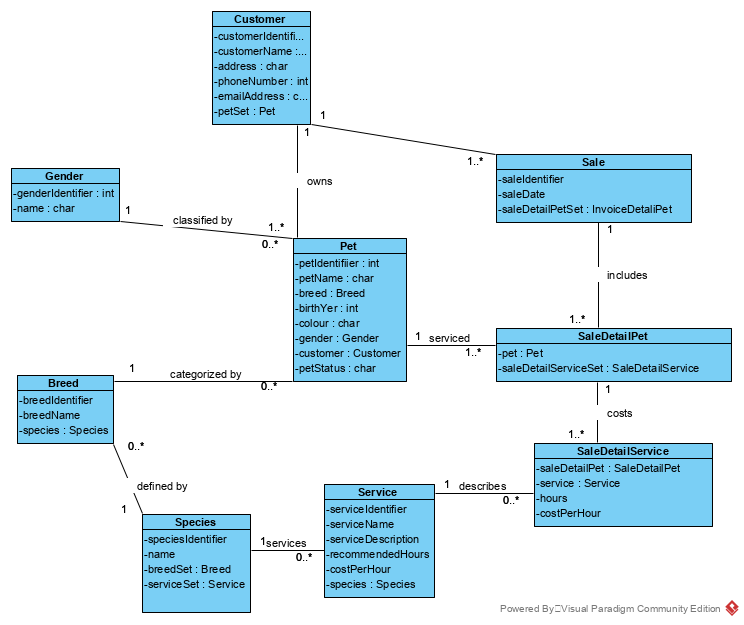 Customer
-customerIdentifi...
-customerName :...
-address : char
-phoneNumber : int
-emailAddress : c...
-petSet : Pet
1
1
1..*
owns
Sale
-saleIdentifier
-saleDate
-saleDetailPetSet : InvoiceDetaliPet
Gender
-genderIdentifier : int
-name : char
1
classified by
1..*
0..*
1
includes
1..*
Pet
-petIdentifiier : int
-petName : char
-breed : Breed
-birthYer : int
-colour : char
-gender : Gender
-customer : Customer
-petStatus : char
1
serviced
1..*
SaleDetailPet
-pet : Pet
-saleDetailServiceSet : SaleDetailService
1
categorized by
0..*
1
costs
1..*
Breed
-breedIdentifier
-breedName
-species : Species
0..*
defined by
1
SaleDetailService
-saleDetailPet : SaleDetailPet
-service : Service
-hours
-costPerHour
Service
-serviceIdentifier
-serviceName
-serviceDescription
-recommendedHours
-costPerHour
-species : Species
1
describes
0..*
Species
-speciesIdentifier
-name
-breedSet : Breed
-serviceSet : Service
1
services
0..*
Powered By Visual Paradigm Community Edition